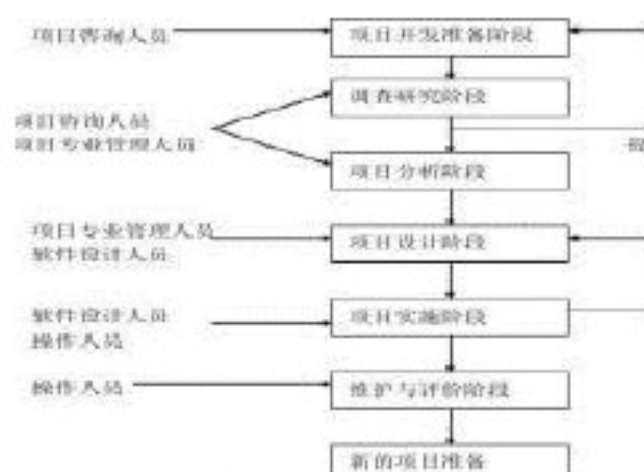 项目咨询人员
项目开发准备阶段
调查研究阶段
项目咨询人员
项目专业管理人员
项目分析阶段
项目专业管理人员
软件设计人员
项目设计阶段
软件设计人员
操作人员
项目实施阶段
操作人员
维护与评价阶段
新的项目准备